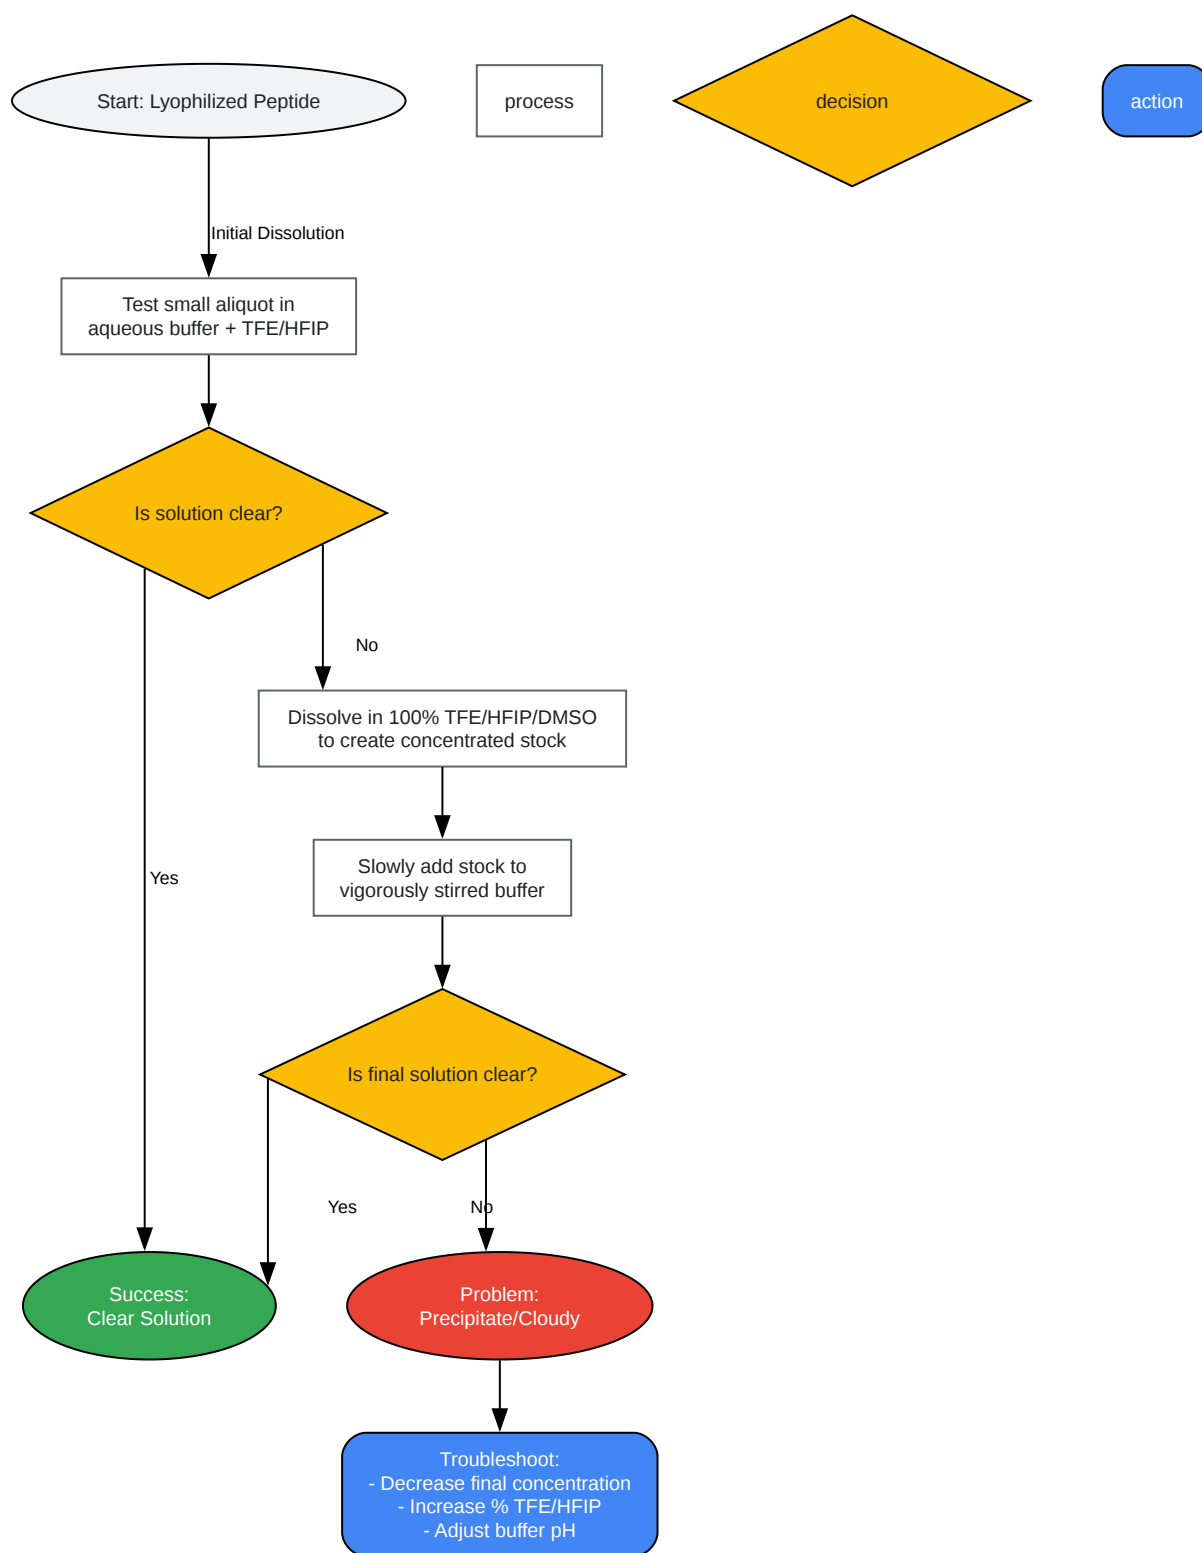 Start: Lyophilized Peptide
process
decision
action
Initial Dissolution
Test small aliquot in
aqueous buffer + TFE/HFIP
Is solution clear?
No
Dissolve in 100% TFE/HFIP/DMSO
to create concentrated stock
Slowly add stock to
vigorously stirred buffer
Yes
Is final solution clear?
Yes
No
Success:
Clear Solution
Problem:
Precipitate/Cloudy
Troubleshoot:
- Decrease final concentration
- Increase % TFE/HFIP
- Adjust buffer pH